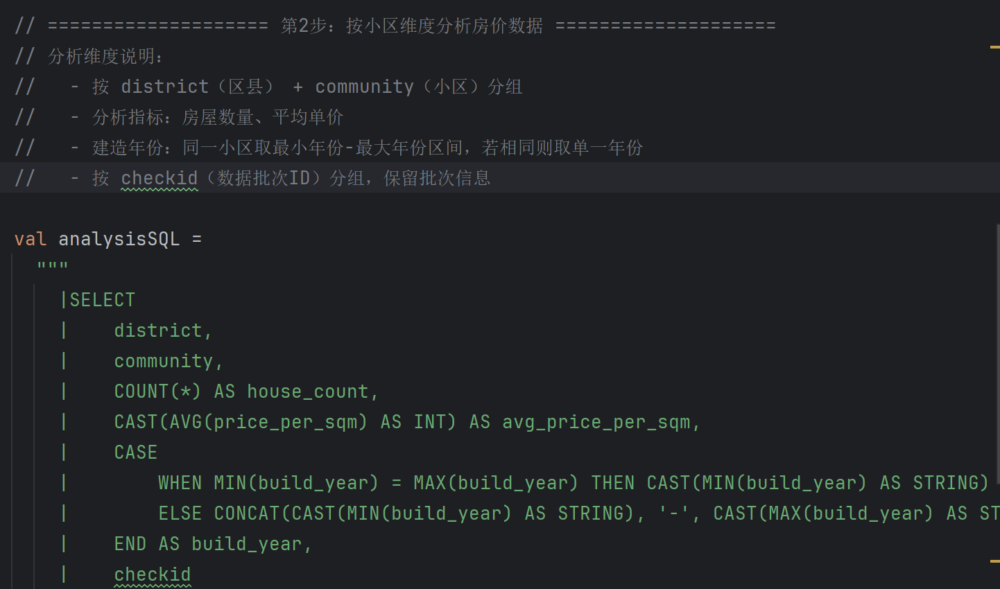 // ==================== 第2步：按小区维度分析房价数据 ====================
// 分析维度说明：
//   - 按 district（区县） + community（小区）分组
//   - 分析指标：房屋数量、平均单价
//   - 建造年份：同一小区取最小年份-最大年份区间，若相同则取单一年份
//   - 按 checkid（数据批次ID）分组，保留批次信息
val analysisSQL =
"""
|SELECT
|    district,
|    community,
|    COUNT(*) AS house_count,
|    CAST(AVG(price_per_sqm) AS INT) AS avg_price_per_sqm,
|    CASE
|        WHEN MIN(build_year) = MAX(build_year) THEN CAST(MIN(build_year) AS STRING)
|        ELSE CONCAT(CAST(MIN(build_year) AS STRING), '-', CAST(MAX(build_year) AS ST
|    END AS build_year,
|    checkid